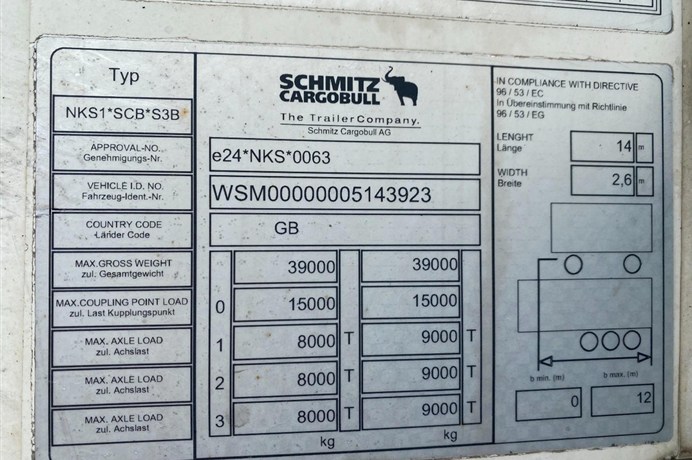 Typ
NKS1*SCB*S3B
SCHMITZ
CARGOBULL
The Trailer Company.
Schmitz Cargobull AG
IN COMPLIANCE WITH DIRECTIVE
96 / 53 / EC
In Übereinstimmung mit Richtlinie
96 / 53 / EG
APPROVAL-NO.
Genehmigungs-Nr.
e24*NKS*0063
LENGHT
Länge
14 m
VEHICLE I.D. NO.
Fahrzeug-Ident.-Nr.
WSM00000005143923
WIDTH
Breite
2,6 m
COUNTRY CODE
Länder Code
GB
MAX.GROSS WEIGHT
zul. Gesamtgewicht
39000 39000
MAX.COUPLING POINT LOAD
zul. Last Kupplungspunkt
0 15000 15000
MAX. AXLE LOAD
zul. Achslast
1 8000 T 9000 T
MAX. AXLE LOAD
zul. Achslast
2 8000 T 9000 T
MAX. AXLE LOAD
zul. Achslast
3 8000 T 9000 T
kg kg
b min. (m) b max. (m)
0 12